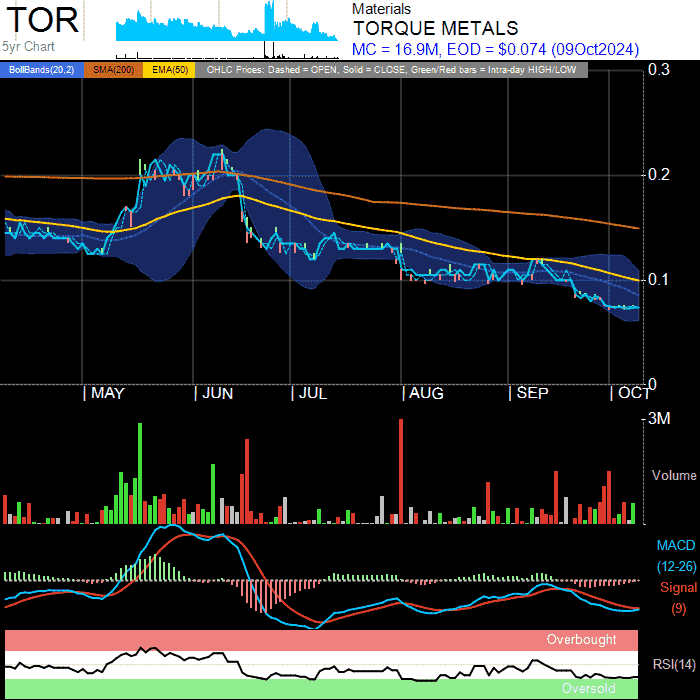 TOR
5yr Chart
Materials
TORQUE METALS
MC = 16.9M, EOD = $0.074 (09Oct2024)
BollBands(20,2) SMA(200) EMA(50) OHLC Prices: Dashed = OPEN, Solid = CLOSE, Green/Red bars = Intra-day HIGH/LOW
0.3
0.2
0.1
0
MAY JUN JUL AUG SEP OCT
3M
Volume
MACD
(12-26)
Signal
(9)
Overbought
RSI(14)
Oversold